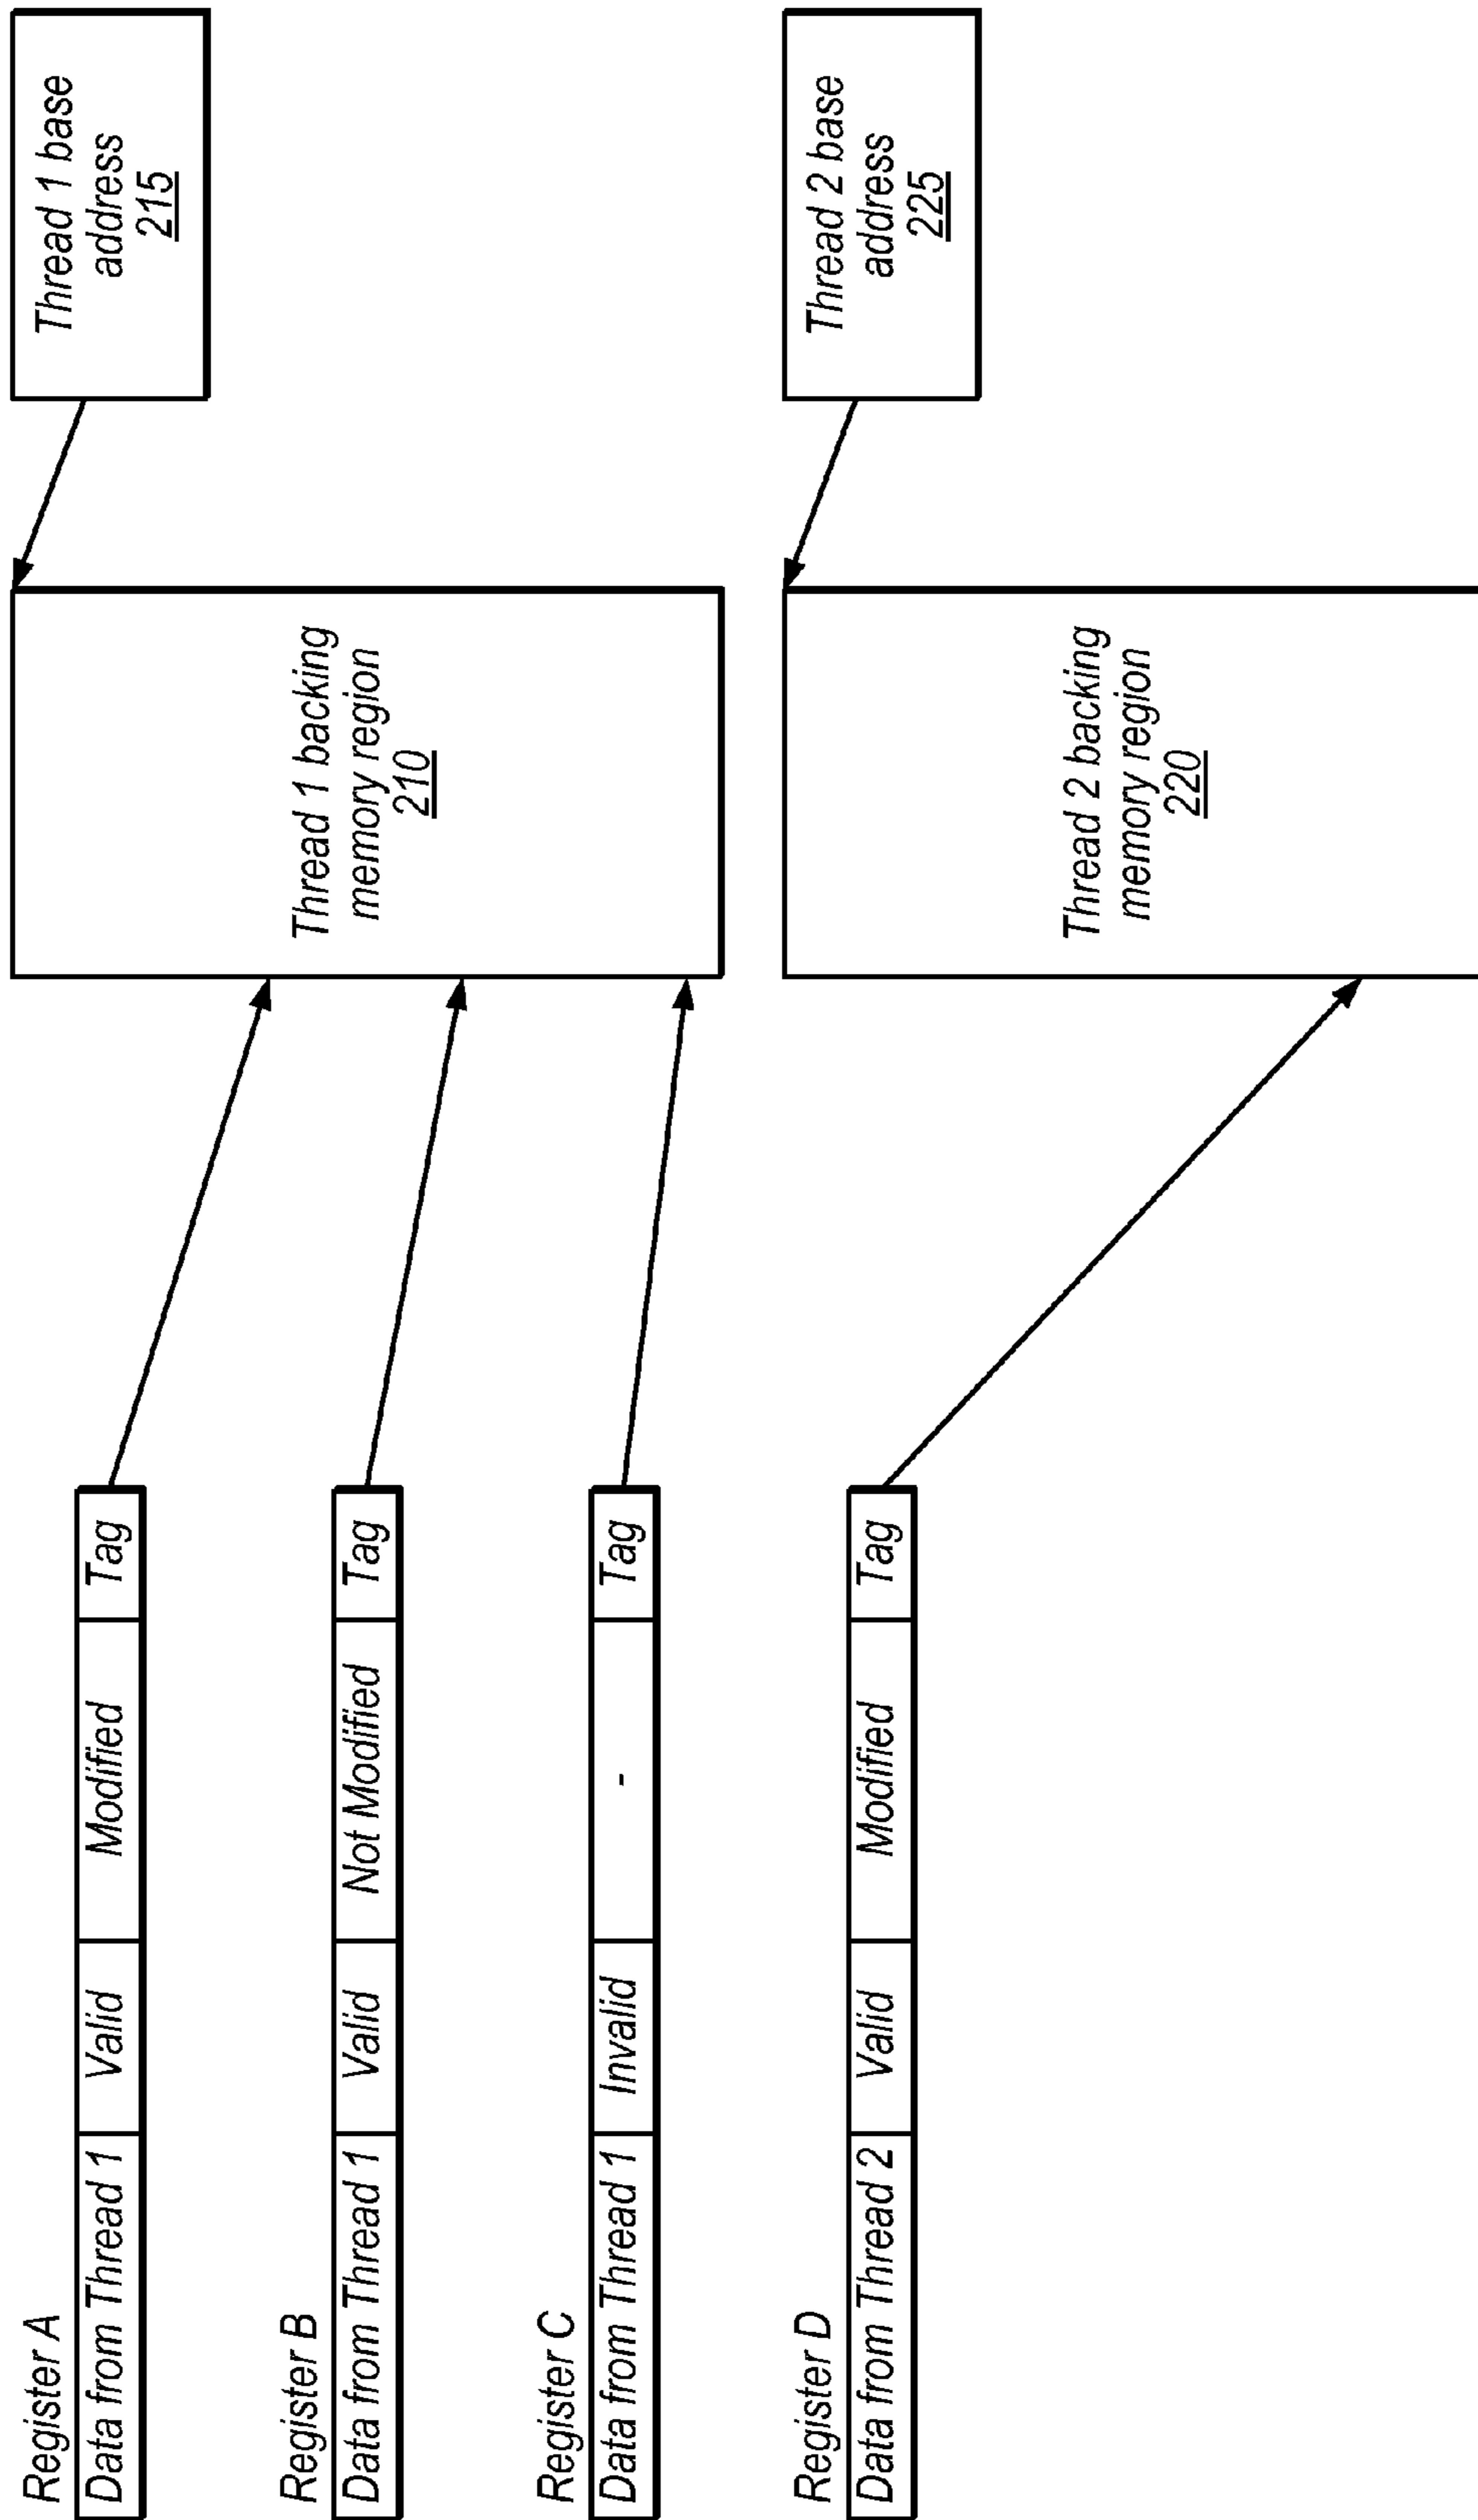 Register A
Data from Thread 1 Valid Modified Tag
Register B
Data from Thread 1 Valid Not Modified Tag
Register C
Data from Thread 1 Invalid - Tag
Register D
Data from Thread 2 Valid Modified Tag
Thread 1 backing
memory region
210
Thread 2 backing
memory region
220
Thread 1 base
address
215
Thread 2 base
address
225